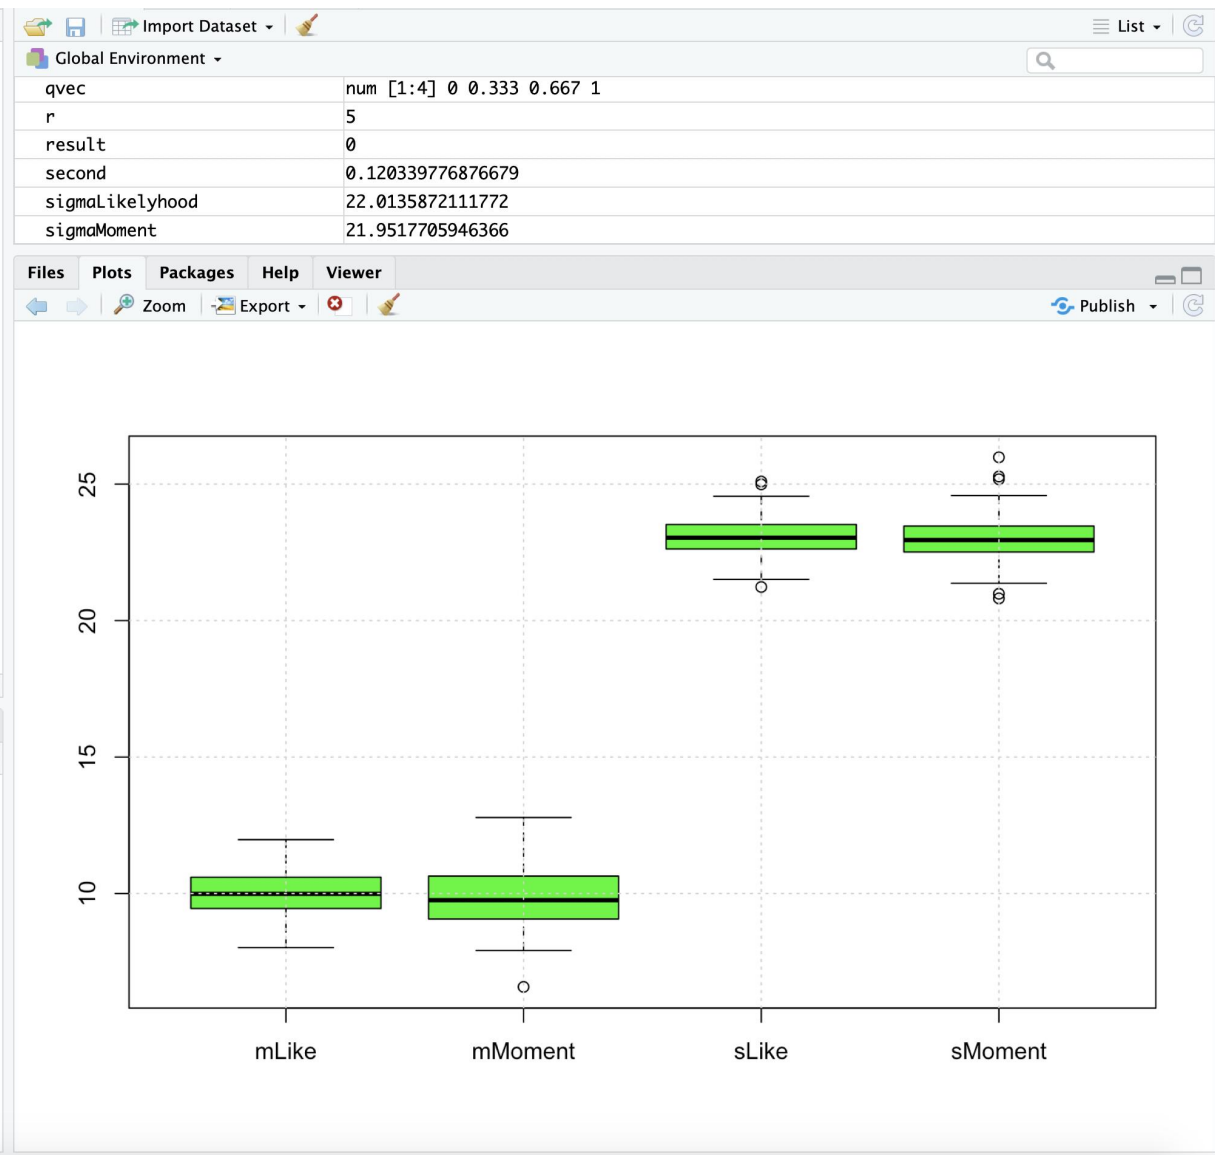 Import Dataset List
Global Environment
qvec num [1:4] 0 0.333 0.667 1
r 5
result 0
second 0.120339776876679
sigmaLikelyhood 22.0135872111772
sigmaMoment 21.9517705946366
Files Plots Packages Help Viewer
Zoom Export Publish
25
20
15
10
mLike mMoment sLike sMoment